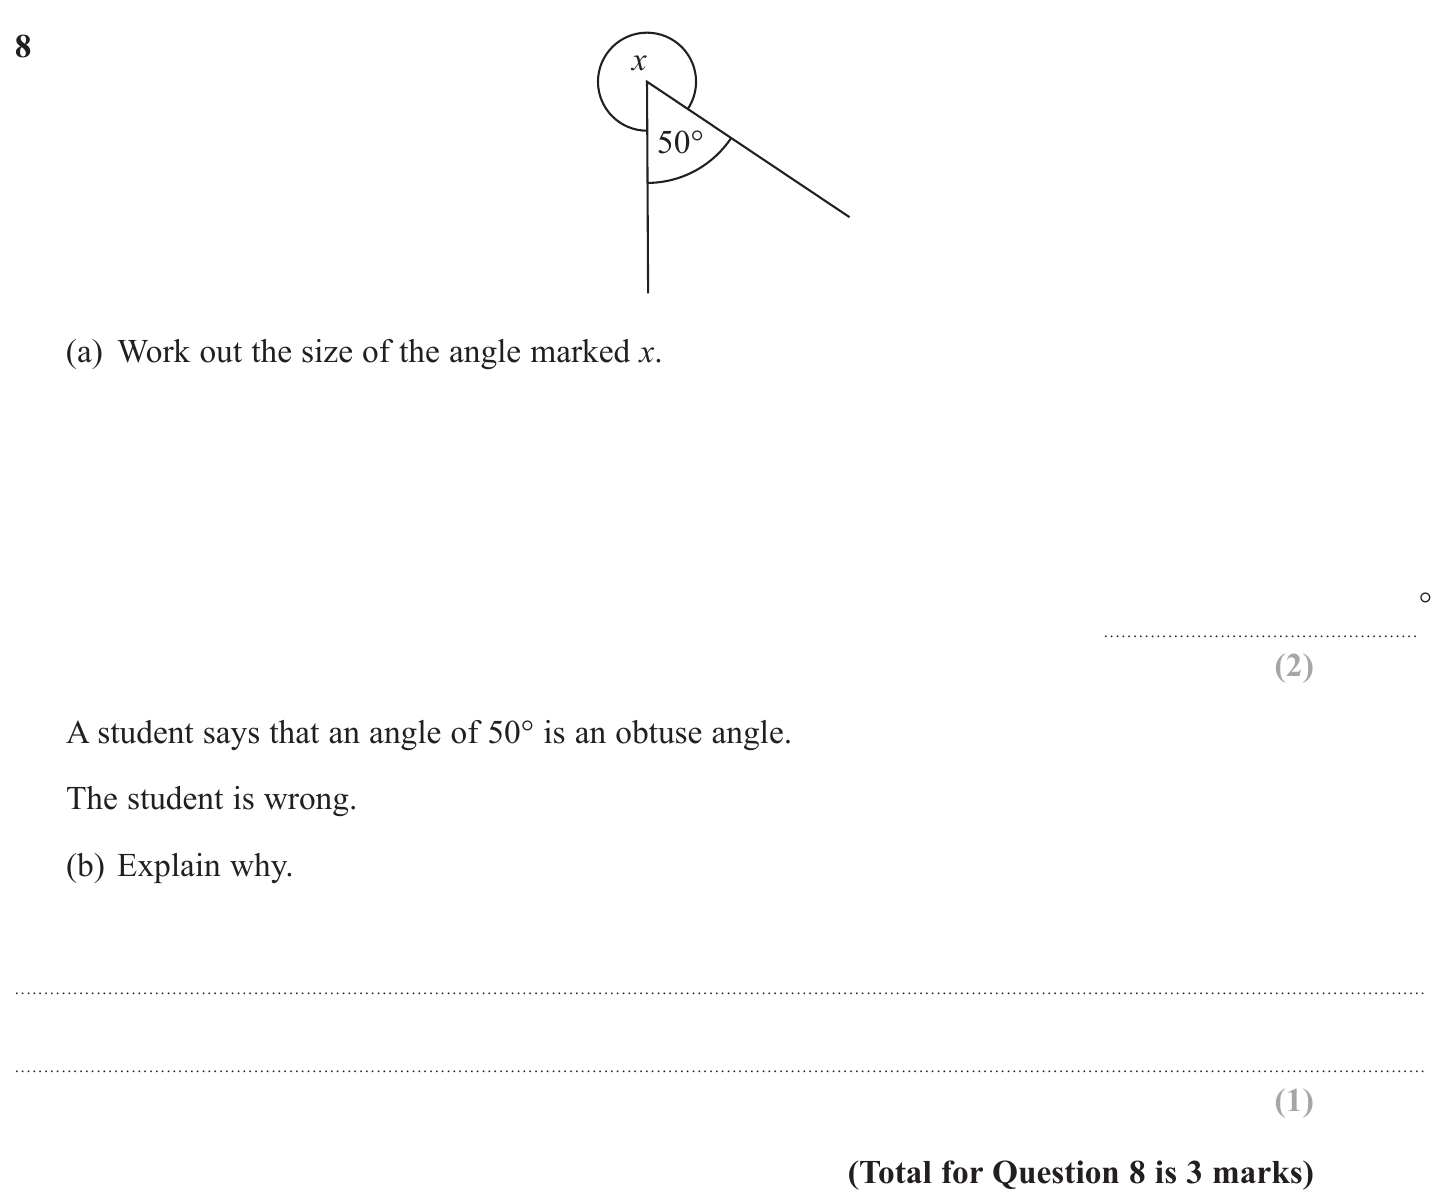 8
x
50°
(a) Work out the size of the angle marked x.
°
(2)
A student says that an angle of 50° is an obtuse angle.
The student is wrong.
(b) Explain why.
(1)
(Total for Question 8 is 3 marks)